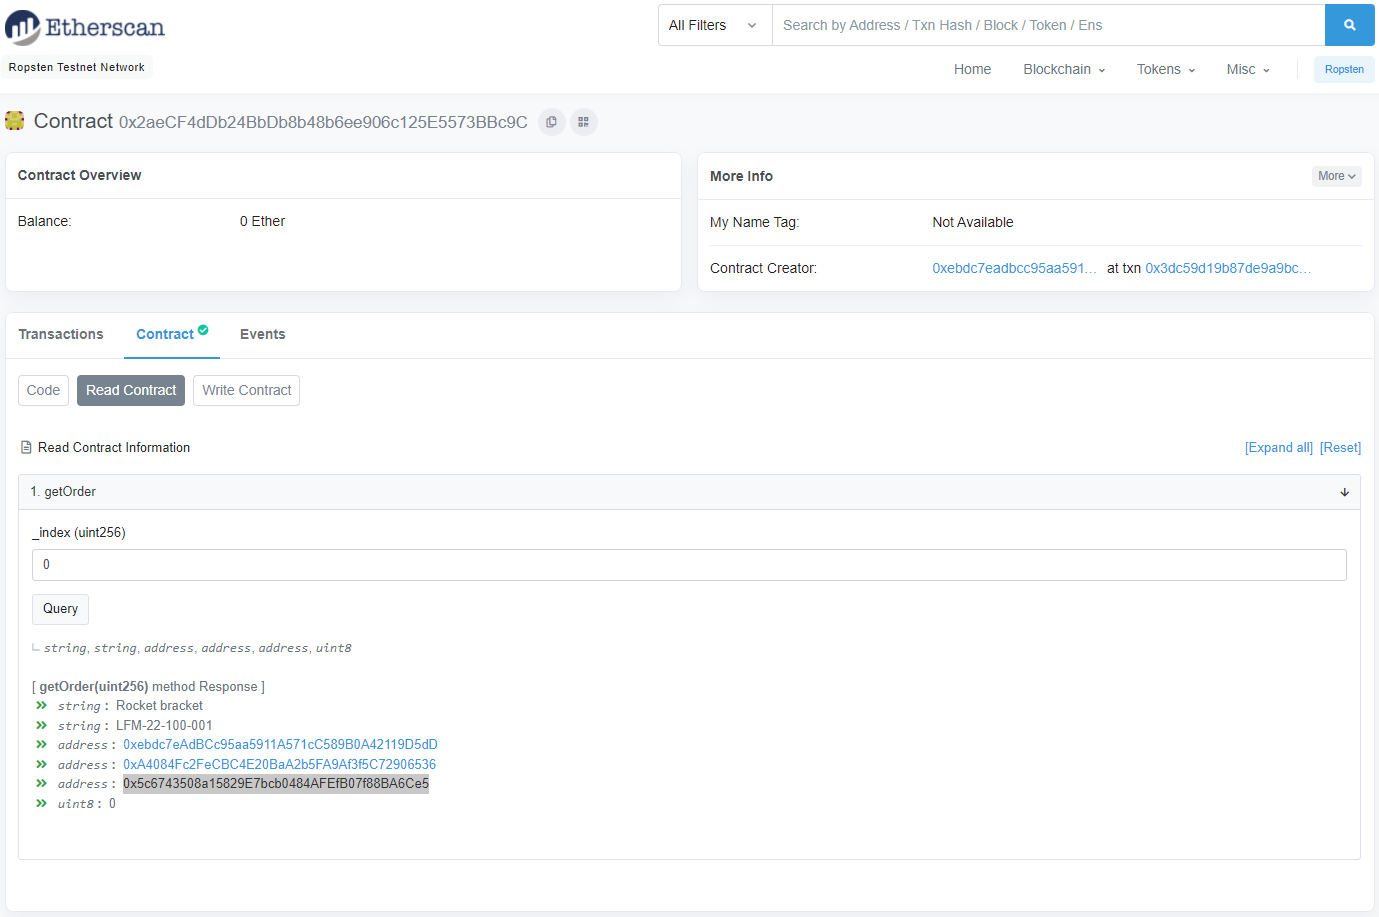 Etherscan
All Filters
Search by Address / Txn Hash / Block / Token / Ens
Ropsten Testnet Network
Home Blockchain Tokens Misc Ropsten
Contract 0x2aeCF4dDb24BbDb8b48b6ee906c125E5573BBc9C
Contract Overview
Balance: 0 Ether
More Info More
My Name Tag: Not Available
Contract Creator: 0xebdc7eadbcc95aa591... at txn 0x3dc59d19b87de9a9bc...
Transactions Contract Events
Code Read Contract Write Contract
Read Contract Information [Expand all] [Reset]
1. getOrder
_index (uint256)
0
Query
string, string, address, address, address, uint8
[ getOrder(uint256) method Response ]
string : Rocket bracket
string : LFM-22-100-001
address : 0xebdc7eAdBCc95aa5911A571cC589B0A42119D5dD
address : 0xA4084Fc2FeCBC4E20BaA2b5FA9Af3f5C72906536
address : 0x5c6743508a15829E7bcb0484AFEfB07f88BA6Ce5
uint8 : 0